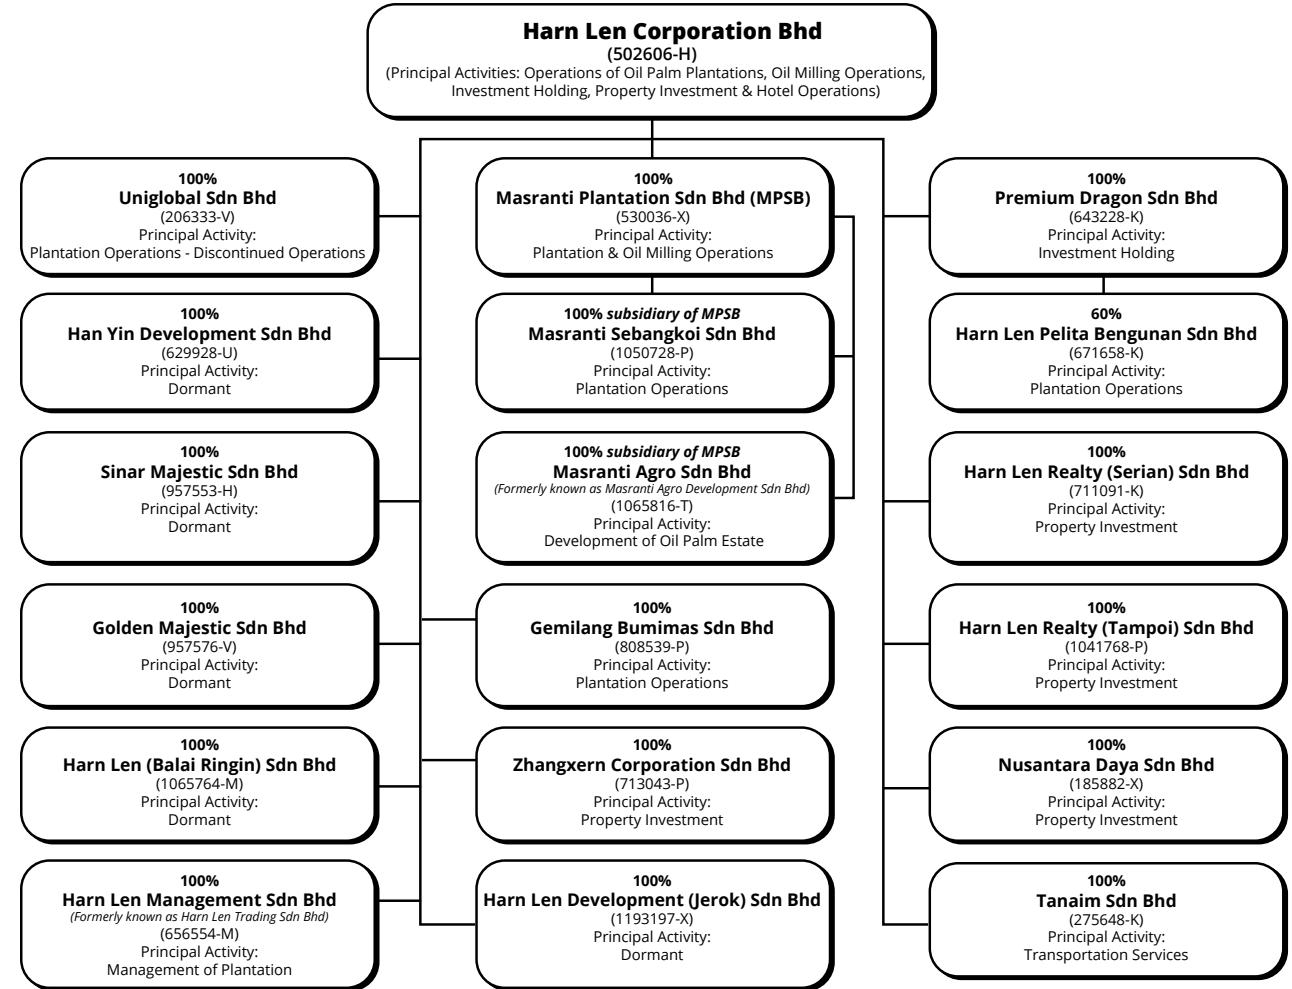 Harn Len Corporation Bhd
(502606-H)
(Principal Activities: Operations of Oil Palm Plantations, Oil Milling Operations,
Investment Holding, Property Investment & Hotel Operations)
100%
Uniglobal Sdn Bhd
(206333-V)
Principal Activity:
Plantation Operations - Discontinued Operations
100%
Han Yin Development Sdn Bhd
(629928-U)
Principal Activity:
Dormant
100%
Sinar Majestic Sdn Bhd
(957553-H)
Principal Activity:
Dormant
100%
Golden Majestic Sdn Bhd
(957576-V)
Principal Activity:
Dormant
100%
Harn Len (Balai Ringin) Sdn Bhd
(1065764-M)
Principal Activity:
Dormant
100%
Harn Len Management Sdn Bhd
(Formerly known as Harn Len Trading Sdn Bhd)
(656554-M)
Principal Activity:
Management of Plantation
100%
Masranti Plantation Sdn Bhd (MPSB)
(530036-X)
Principal Activity:
Plantation & Oil Milling Operations
100% subsidiary of MPSB
Masranti Sebangkoi Sdn Bhd
(1050728-P)
Principal Activity:
Plantation Operations
100% subsidiary of MPSB
Masranti Agro Sdn Bhd
(Formerly known as Masranti Agro Development Sdn Bhd)
(1065816-T)
Principal Activity:
Development of Oil Palm Estate
100%
Gemilang Bumimas Sdn Bhd
(808539-P)
Principal Activity:
Plantation Operations
100%
Zhangxern Corporation Sdn Bhd
(713043-P)
Principal Activity:
Property Investment
100%
Harn Len Development (Jerok) Sdn Bhd
(1193197-X)
Principal Activity:
Dormant
100%
Premium Dragon Sdn Bhd
(643228-K)
Principal Activity:
Investment Holding
60%
Harn Len Pelita Bengunan Sdn Bhd
(671658-K)
Principal Activity:
Plantation Operations
100%
Harn Len Realty (Serian) Sdn Bhd
(711091-K)
Principal Activity:
Property Investment
100%
Harn Len Realty (Tampoi) Sdn Bhd
(1041768-P)
Principal Activity:
Property Investment
100%
Nusantara Daya Sdn Bhd
(185882-X)
Principal Activity:
Property Investment
100%
Tanaim Sdn Bhd
(275648-K)
Principal Activity:
Transportation Services